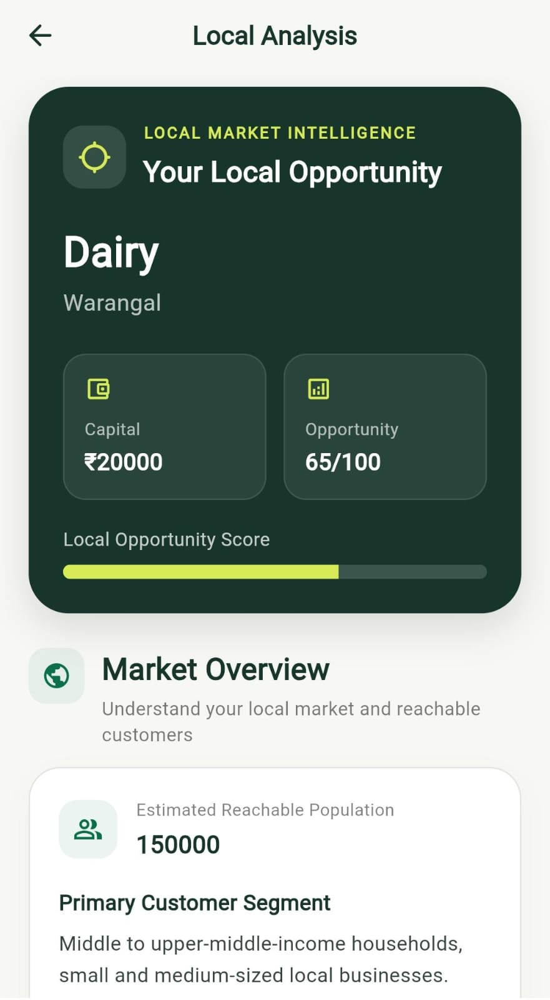 Local Analysis
LOCAL MARKET INTELLIGENCE
Your Local Opportunity
Dairy
Warangal
Capital
₹20000
Opportunity
65/100
Local Opportunity Score
Market Overview
Understand your local market and reachable
customers
Estimated Reachable Population
150000
Primary Customer Segment
Middle to upper-middle-income households,
small and medium-sized local businesses.